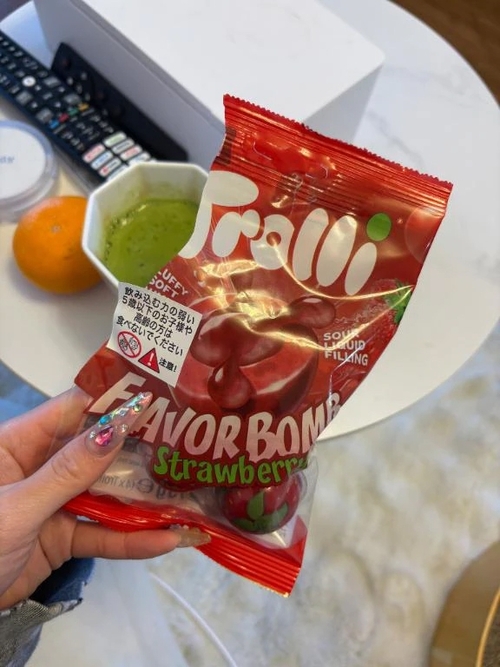 Trolli
FLUFFY
SOFT
飲み込む力の弱い
5歳以下のお子様や
高齢の方は
食べないでください
注意!
SOUR
LIQUID
FILLING
FLAVOR BOMB
Strawberry